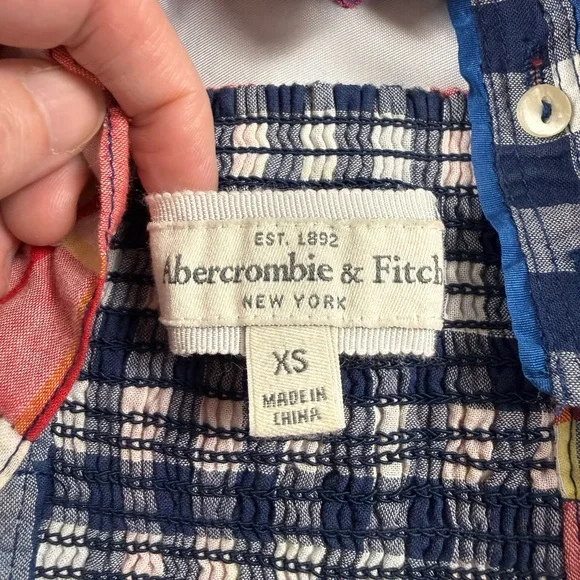 EST. 1892
Abercrombie & Fitch
NEW YORK
XS
MADE IN
CHINA